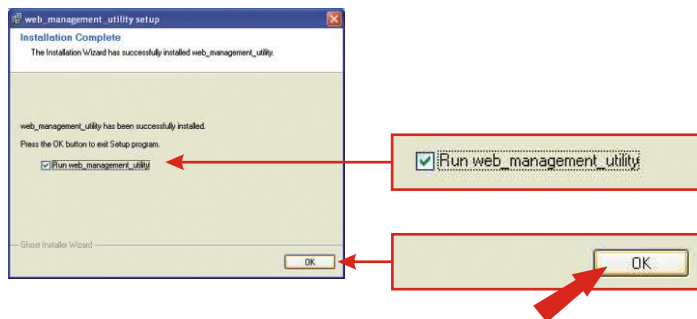 web_management_utility setup
Installation Complete
The Installation Wizard has successfully installed web_management_utility.
web_management_utility has been successfully installed.
Press the OK button to exit Setup program.
Run web_management_utility
Ghost Installer Wizard
OK
Run web_management_utility
OK